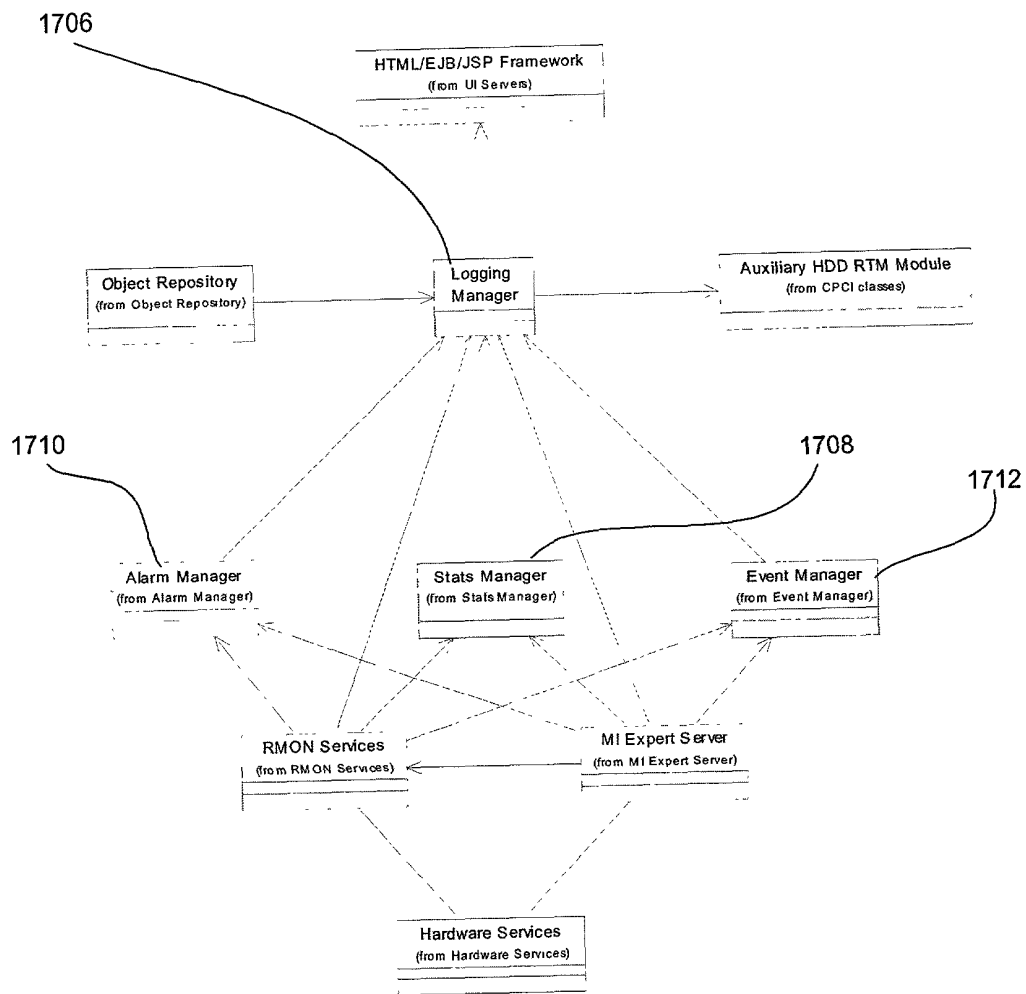 1706
HTML/EJB/JSP Framework
(from UI Servers)
Object Repository
(from Object Repository)
Logging
Manager
Auxiliary HDD RTM Module
(from CPCI classes)
1710
1708
1712
Alarm Manager
(from Alarm Manager)
Stats Manager
(from Stats Manager)
Event Manager
(from Event Manager)
RMON Services
(from RMON Services)
MI Expert Server
(from MI Expert Server)
Hardware Services
(from Hardware Services)